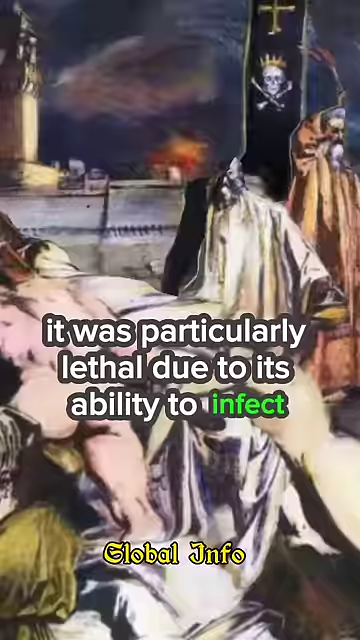 it was particularly
lethal due to its
ability to infect
Global Info